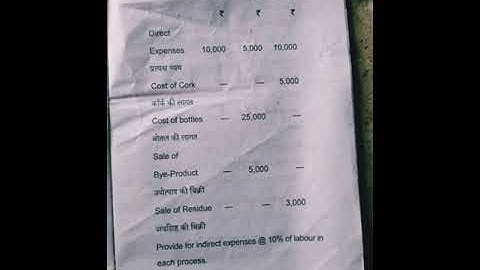 ₹ ₹ ₹
Direct
Expenses 10,000 5,000 10,000
प्रत्यक्ष व्यय
Cost of Cork — — 5,000
कॉर्क की लागत
Cost of bottles — 25,000 —
बोतल की लागत
Sale of
Bye-Product — 5,000 —
उपोत्पाद की बिक्री
Sale of Residue — — 3,000
अवशिष्ट की बिक्री
Provide for indirect expenses @ 10% of labour in
each process.